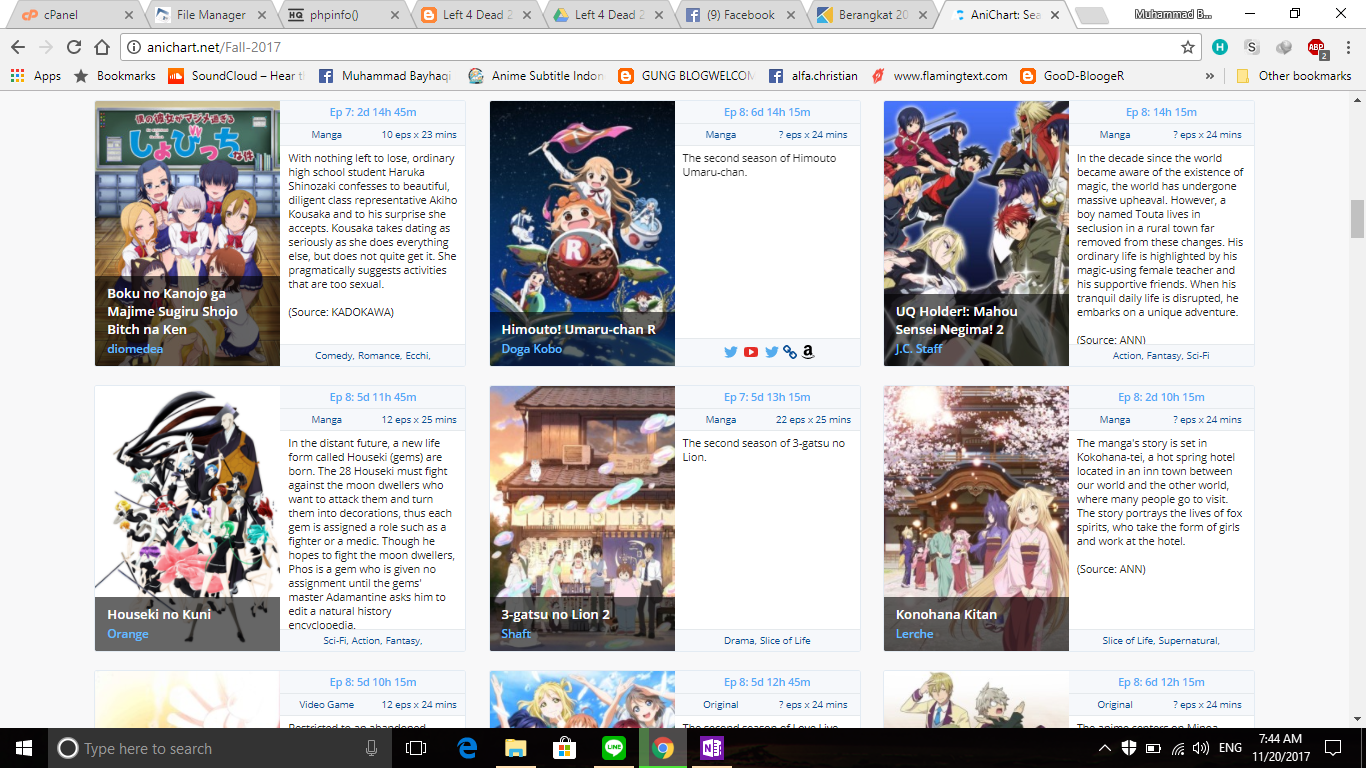 cPanel
File Manager
phpinfo()
Left 4 Dead 2
Left 4 Dead 2
(9) Facebook
Berangkat 20
AniChart: Sea
Muhammad B...
anichart.net/Fall-2017
Apps
Bookmarks
SoundCloud – Hear th
Muhammad Bayhaqi
Anime Subtitle Indon
GUNG BLOGWELCOM
alfa.christian
www.flamingtext.com
GooD-BloogeR
»
Other bookmarks
Ep 7: 2d 14h 45m
Manga 10 eps x 23 mins
With nothing left to lose, ordinary
high school student Haruka
Shinozaki confesses to beautiful,
diligent class representative Akiho
Kousaka and to his surprise she
accepts. Kousaka takes dating as
seriously as she does everything
else, but does not quite get it. She
pragmatically suggests activities
that are too sexual.
(Source: KADOKAWA)
Comedy, Romance, Ecchi,
しょびっち
Boku no Kanojo ga
Majime Sugiru Shojo
Bitch na Ken
diomedea
Ep 8: 6d 14h 15m
Manga ? eps x 24 mins
The second season of Himouto
Umaru-chan.
R
Himouto! Umaru-chan R
Doga Kobo
Ep 8: 14h 15m
Manga ? eps x 24 mins
In the decade since the world
became aware of the existence of
magic, the world has undergone
massive upheaval. However, a
boy named Touta lives in
seclusion in a rural town far
removed from these changes. His
ordinary life is highlighted by his
magic-using female teacher and
his supportive friends. When his
tranquil daily life is disrupted, he
embarks on a unique adventure.
(Source: ANN)
Action, Fantasy, Sci-Fi
UQ Holder!: Mahou
Sensei Negima! 2
J.C. Staff
Ep 8: 5d 11h 45m
Manga 12 eps x 25 mins
In the distant future, a new life
form called Houseki (gems) are
born. The 28 Houseki must fight
against the moon dwellers who
want to attack them and turn
them into decorations, thus each
gem is assigned a role such as a
fighter or a medic. Though he
hopes to fight the moon dwellers,
Phos is a gem who is given no
assignment until the gems'
master Adamantine asks him to
edit a natural history
encyclopedia.
Sci-Fi, Action, Fantasy,
Houseki no Kuni
Orange
Ep 7: 5d 13h 15m
Manga 22 eps x 25 mins
The second season of 3-gatsu no
Lion.
Drama, Slice of Life
3-gatsu no Lion 2
Shaft
Ep 8: 2d 10h 15m
Manga ? eps x 24 mins
The manga's story is set in
Kokohana-tei, a hot spring hotel
located in an inn town between
our world and the other world,
where many people go to visit.
The story portrays the lives of fox
spirits, who take the form of girls
and work at the hotel.
(Source: ANN)
Slice of Life, Supernatural,
Konohana Kitan
Lerche
Ep 8: 5d 10h 15m
Video Game 12 eps x 24 mins
Restricted to an abandoned
Ep 8: 5d 12h 45m
Original ? eps x 24 mins
The second season of Love Live
Ep 8: 6d 12h 15m
Original ? eps x 24 mins
The anime centers on Minpa
Type here to search
ENG
7:44 AM
11/20/2017